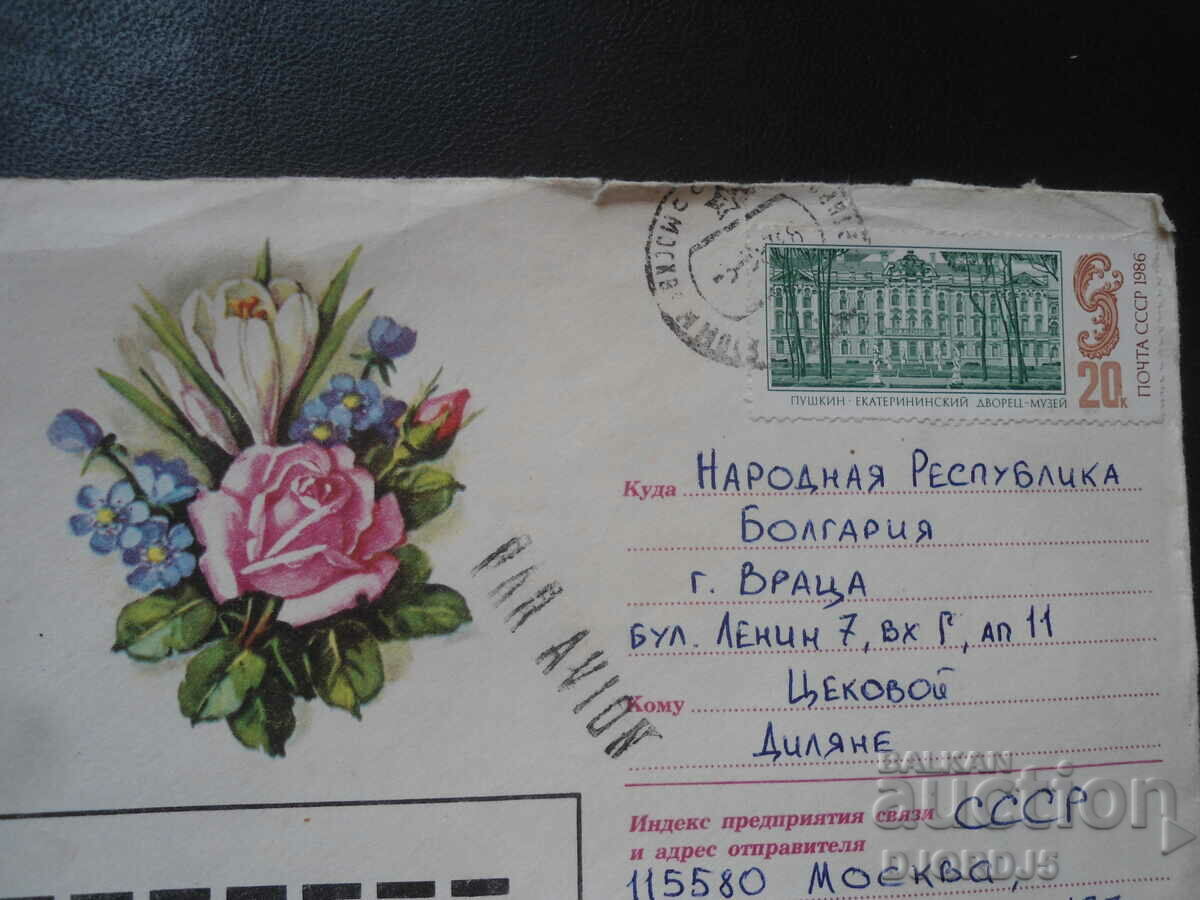 ПОЧТА СССР 1986
20к
ПУШКИН · ЕКАТЕРИНИНСКИЙ ДВОРЕЦ-МУЗЕЙ
PAR AVION
Куда НАРОДНАЯ РЕСПУБЛИКА
БОЛГАРИЯ
г. ВРАЦА
БУЛ. ЛЕНИН 7, ВХ Г, АП 11
Кому ЦЕКОВОЙ
ДИЛЯНЕ
Индекс предприятия связи СССР
и адрес отправителя
115580 МОСКВА,
BALKAN
auction
DJORDJ5